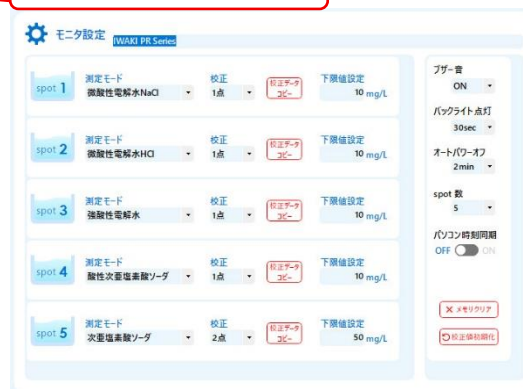 モニタ設定 IWAKI PR Series
spot 1
測定モード
微酸性電解水NaCl
校正
1点
校正データ
コピー
下限値設定
10 mg/L
spot 2
測定モード
微酸性電解水HCl
校正
1点
校正データ
コピー
下限値設定
10 mg/L
spot 3
測定モード
強酸性電解水
校正
1点
校正データ
コピー
下限値設定
10 mg/L
spot 4
測定モード
酸性次亜塩素酸ソーダ
校正
1点
校正データ
コピー
下限値設定
10 mg/L
spot 5
測定モード
次亜塩素酸ソーダ
校正
2点
校正データ
コピー
下限値設定
50 mg/L
ブザー音
ON
バックライト点灯
30sec
オートパワーオフ
2min
spot 数
5
パソコン時刻同期
OFF ON
メモリクリア
校正値初期化